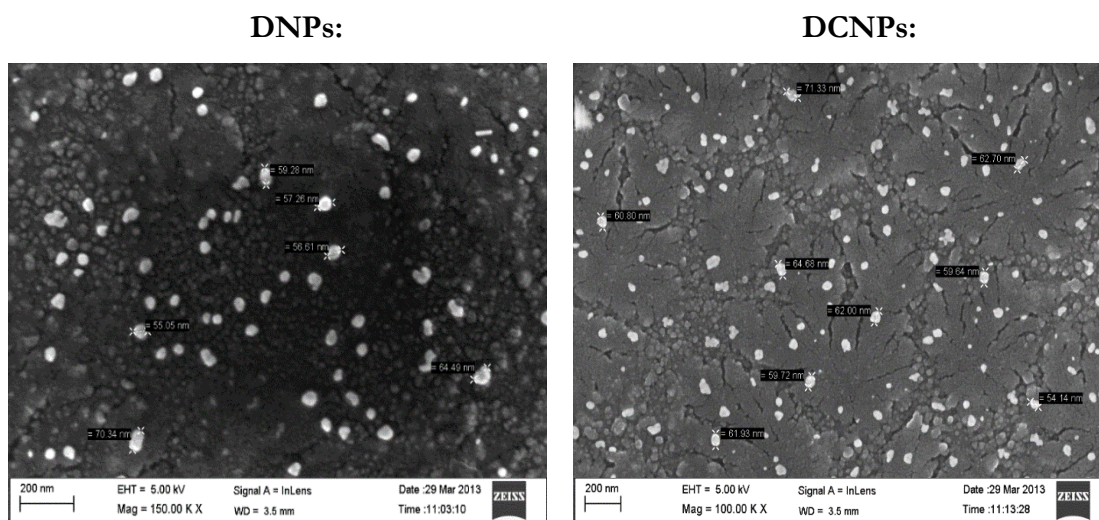 DNPs:
DCNPs:
= 59.28 nm
= 57.26 nm
= 56.61 nm
= 55.05 nm
= 64.49 nm
= 70.34 nm
200 nm
EHT = 5.00 kV
Signal A = InLens
Date :29 Mar 2013
Mag = 150.00 K X
WD = 3.5 mm
Time :11:03:10
ZEISS
= 71.33 nm
= 62.70 nm
= 60.80 nm
= 64.68 nm
= 59.64 nm
= 62.00 nm
= 59.72 nm
= 54.14 nm
= 61.93 nm
200 nm
EHT = 5.00 kV
Signal A = InLens
Date :29 Mar 2013
Mag = 100.00 K X
WD = 3.5 mm
Time :11:13:28
ZEISS